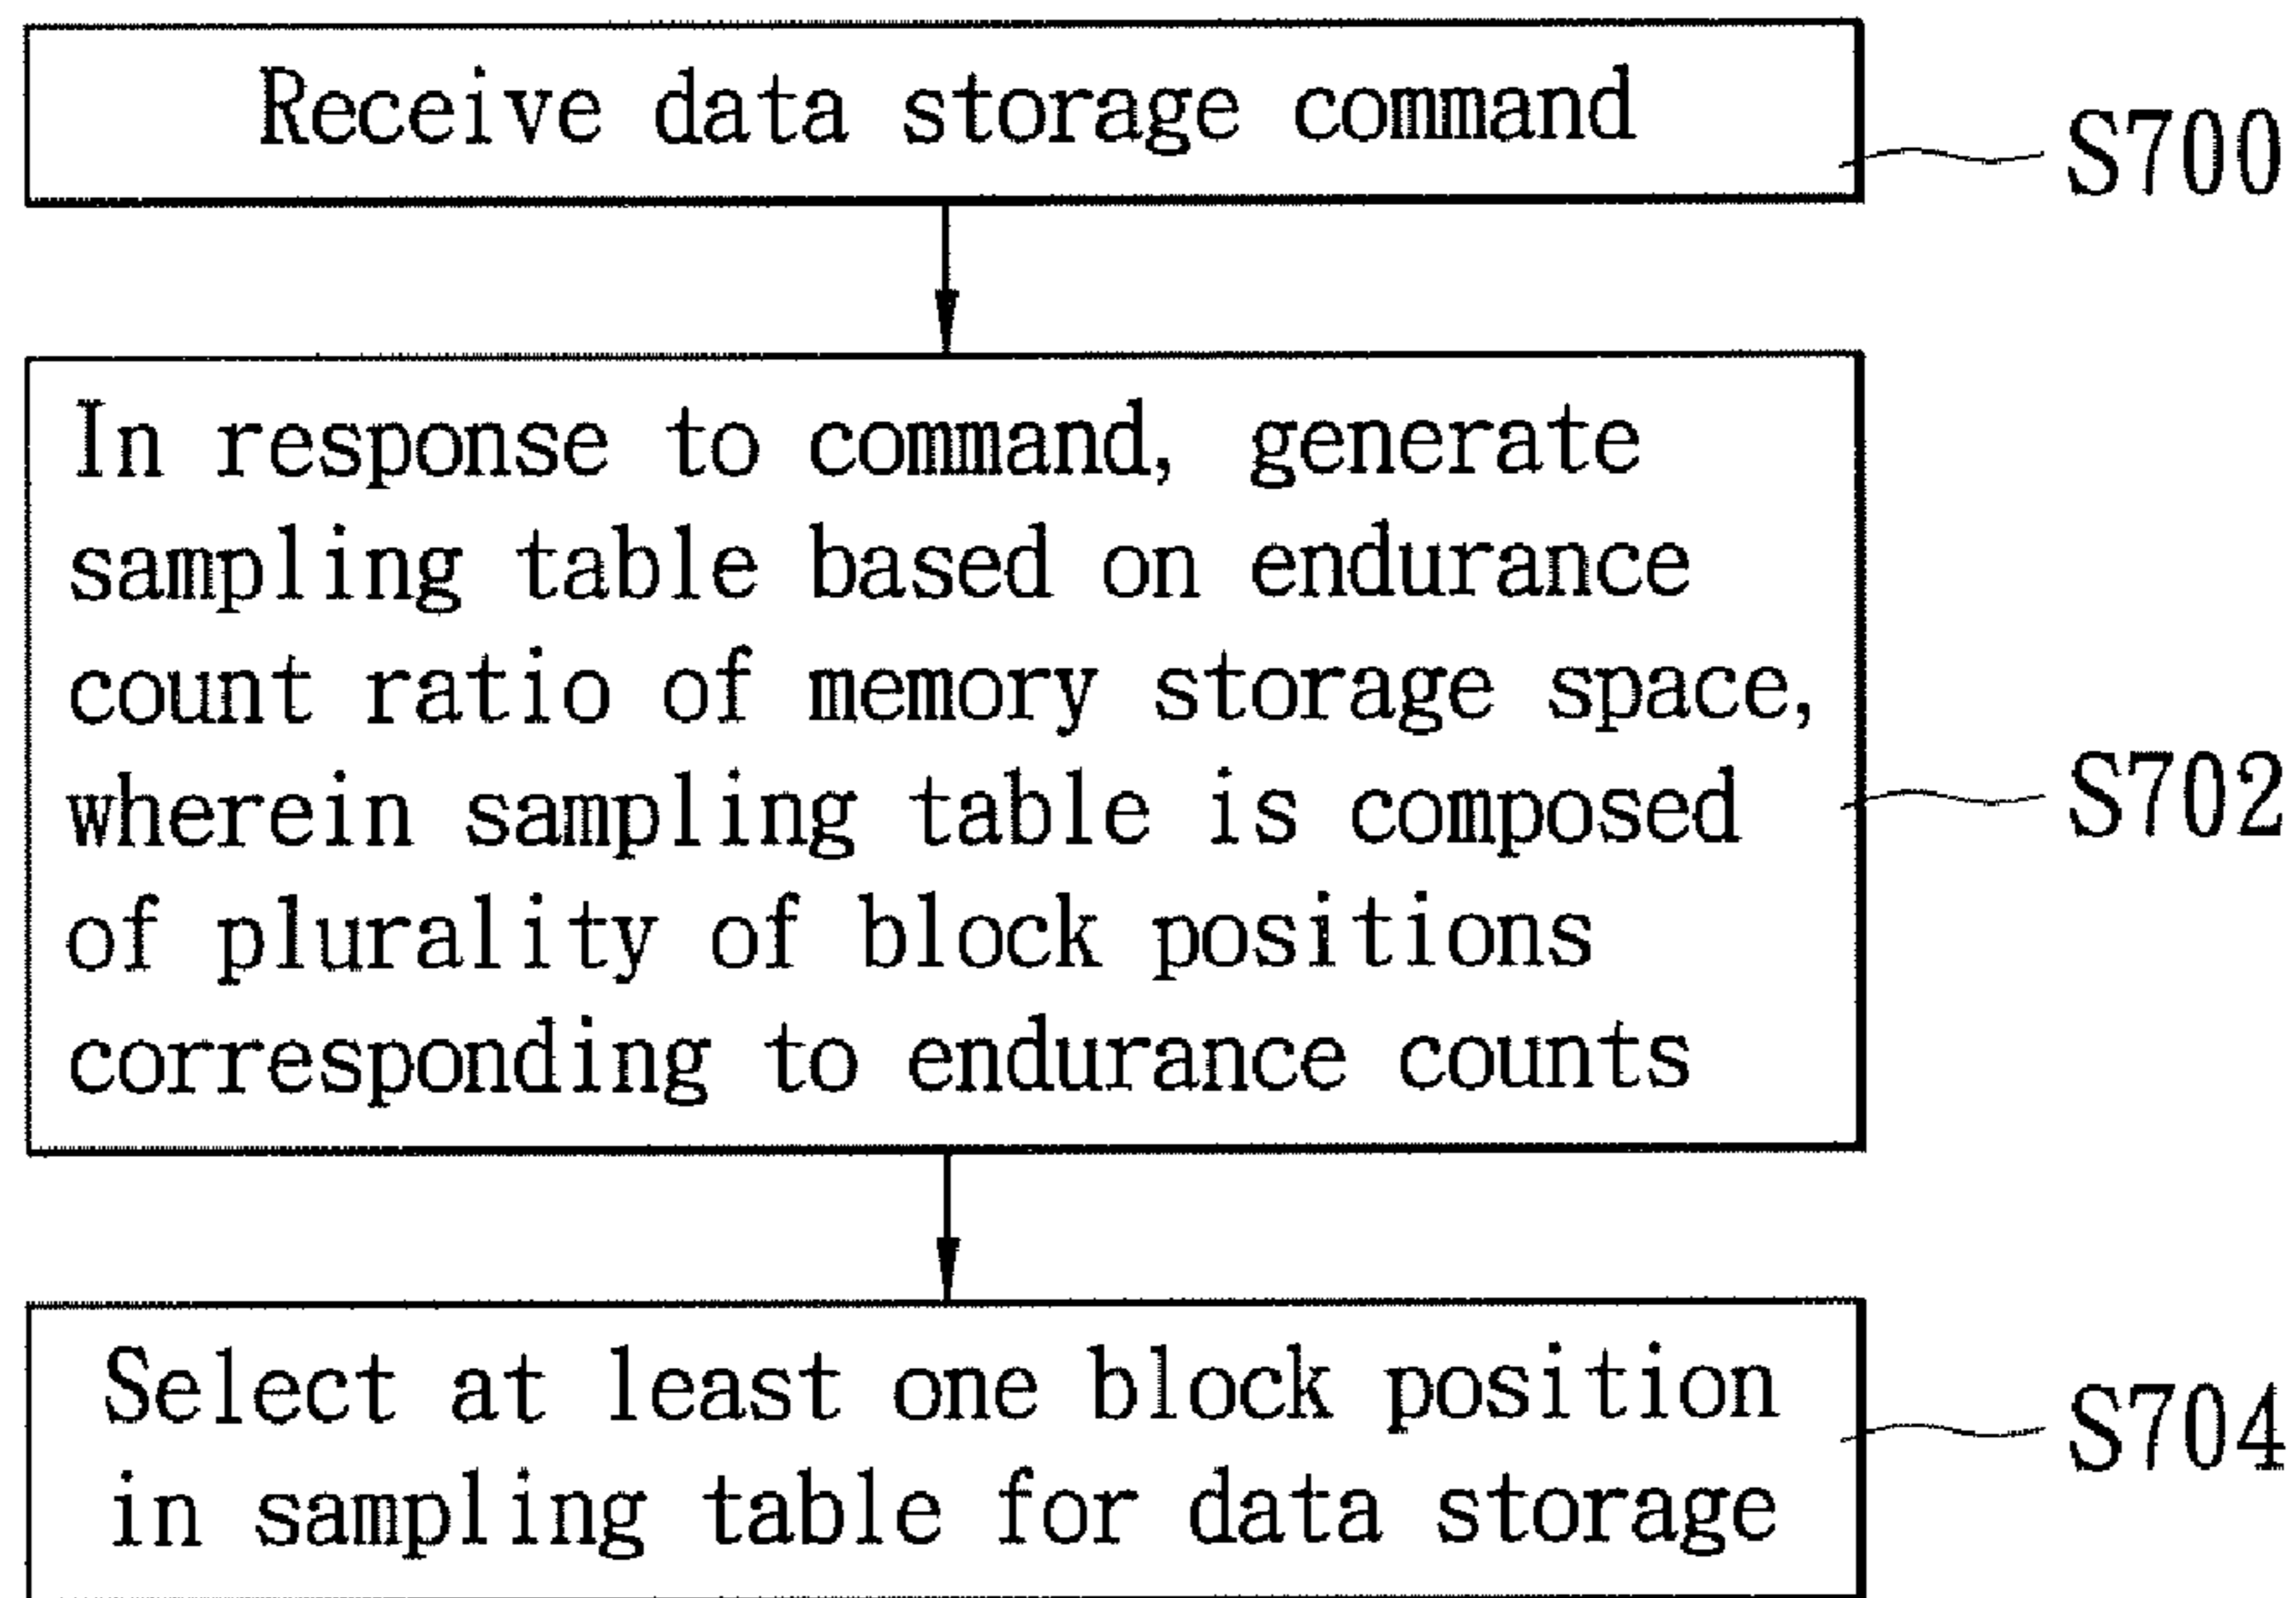 Receive data storage command
S700
In response to command, generate
sampling table based on endurance
count ratio of memory storage space,
wherein sampling table is composed
of plurality of block positions
corresponding to endurance counts
S702
Select at least one block position
in sampling table for data storage
S704